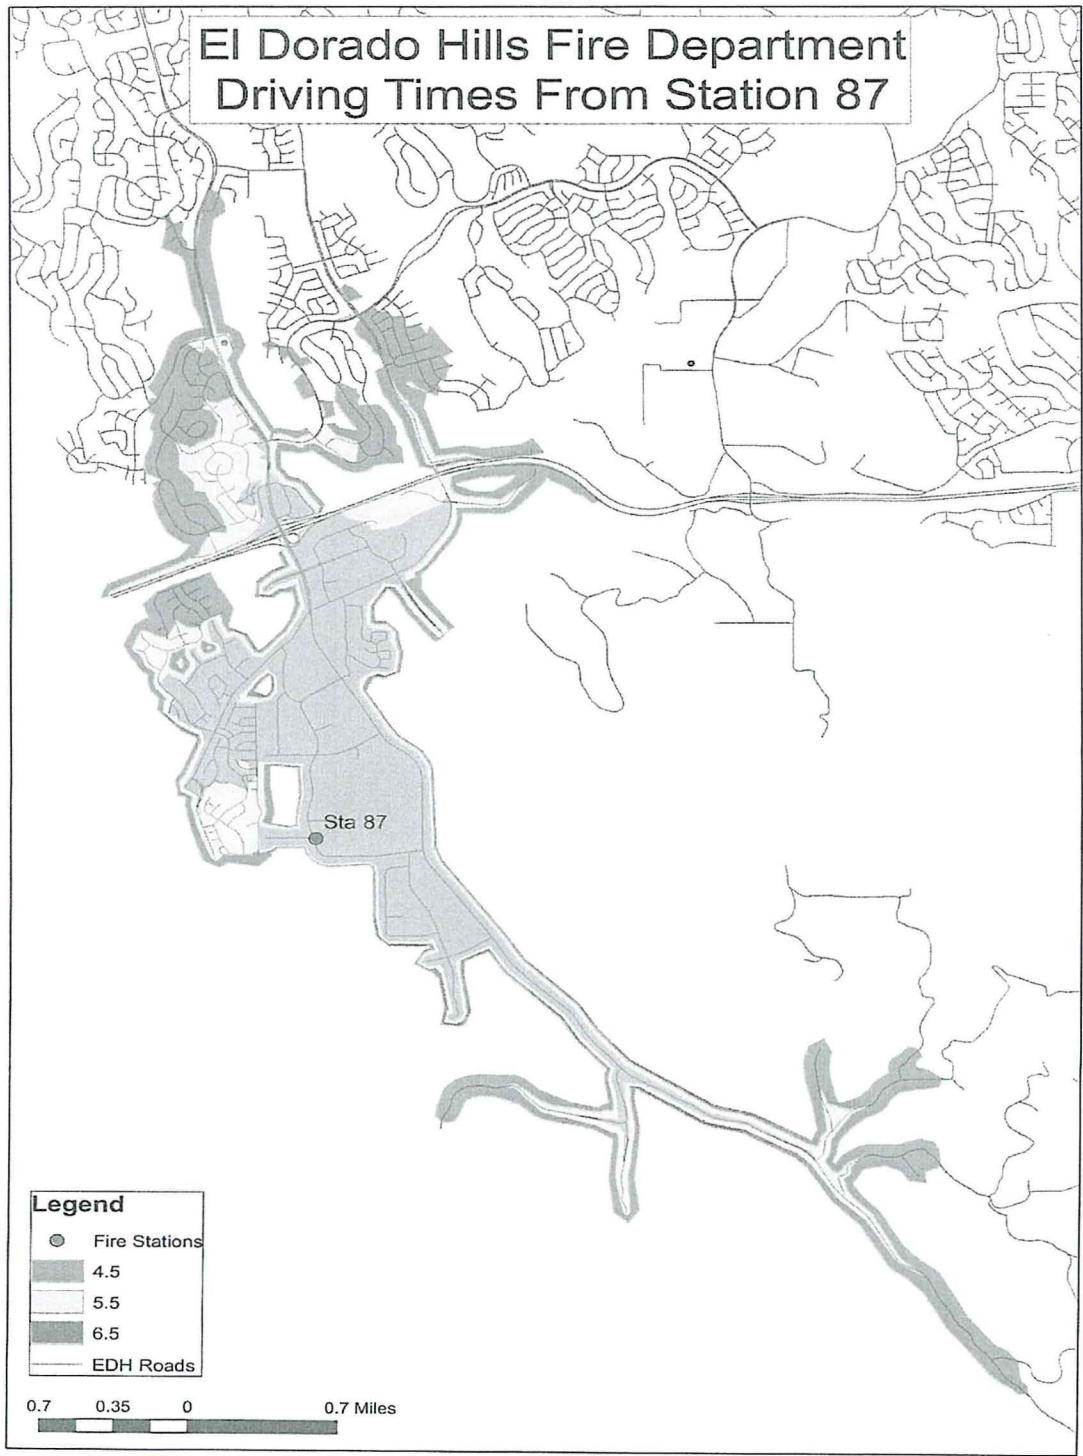 El Dorado Hills Fire Department
Driving Times From Station 87
Sta 87
Legend
Fire Stations
4.5
5.5
6.5
EDH Roads
0.7 0.35 0 0.7 Miles